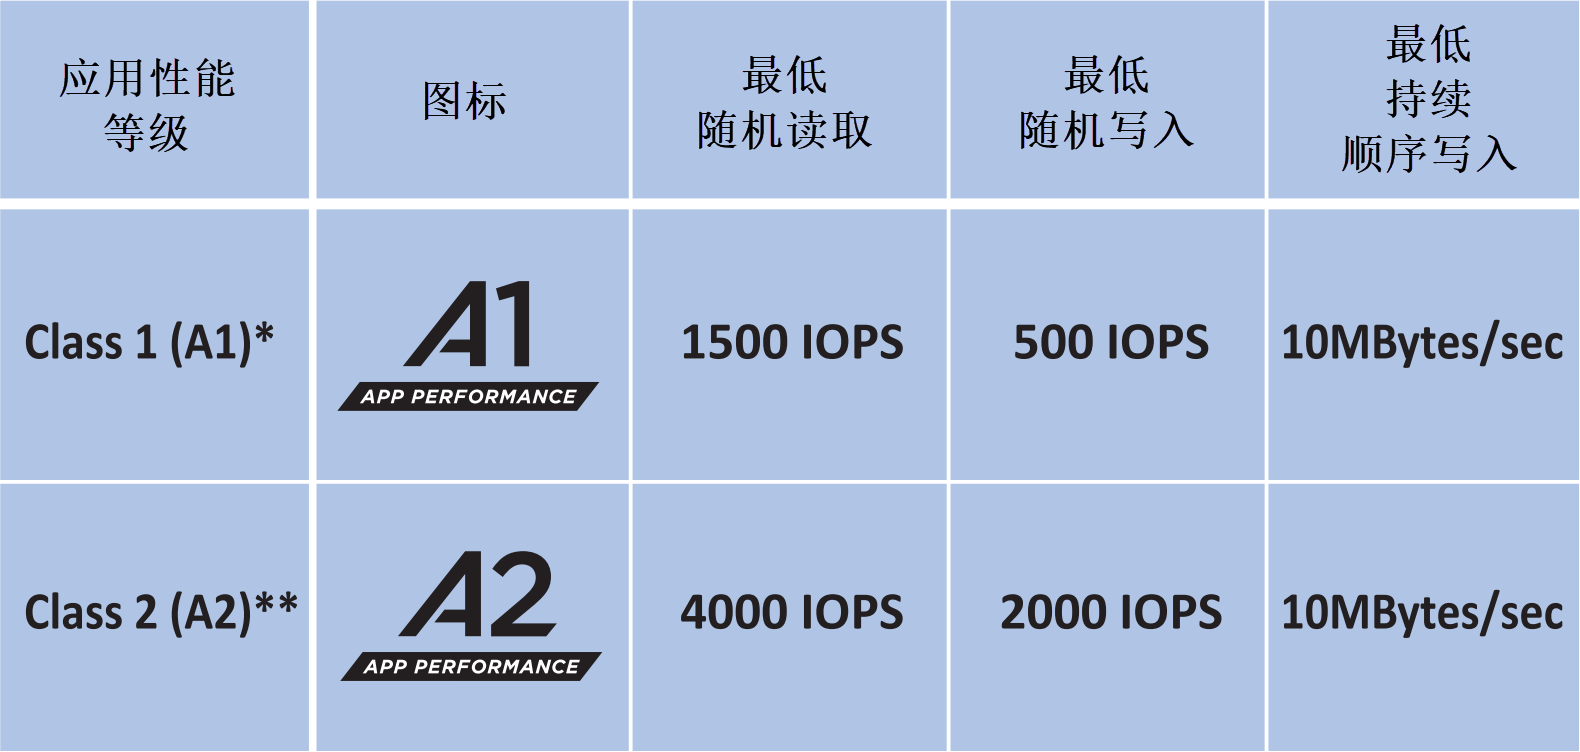 应用性能
等级
图标
最低
随机读取
最低
随机写入
最低
持续
顺序写入
Class 1 (A1)*
A1
APP PERFORMANCE
1500 IOPS
500 IOPS
10MBytes/sec
Class 2 (A2)**
A2
APP PERFORMANCE
4000 IOPS
2000 IOPS
10MBytes/sec